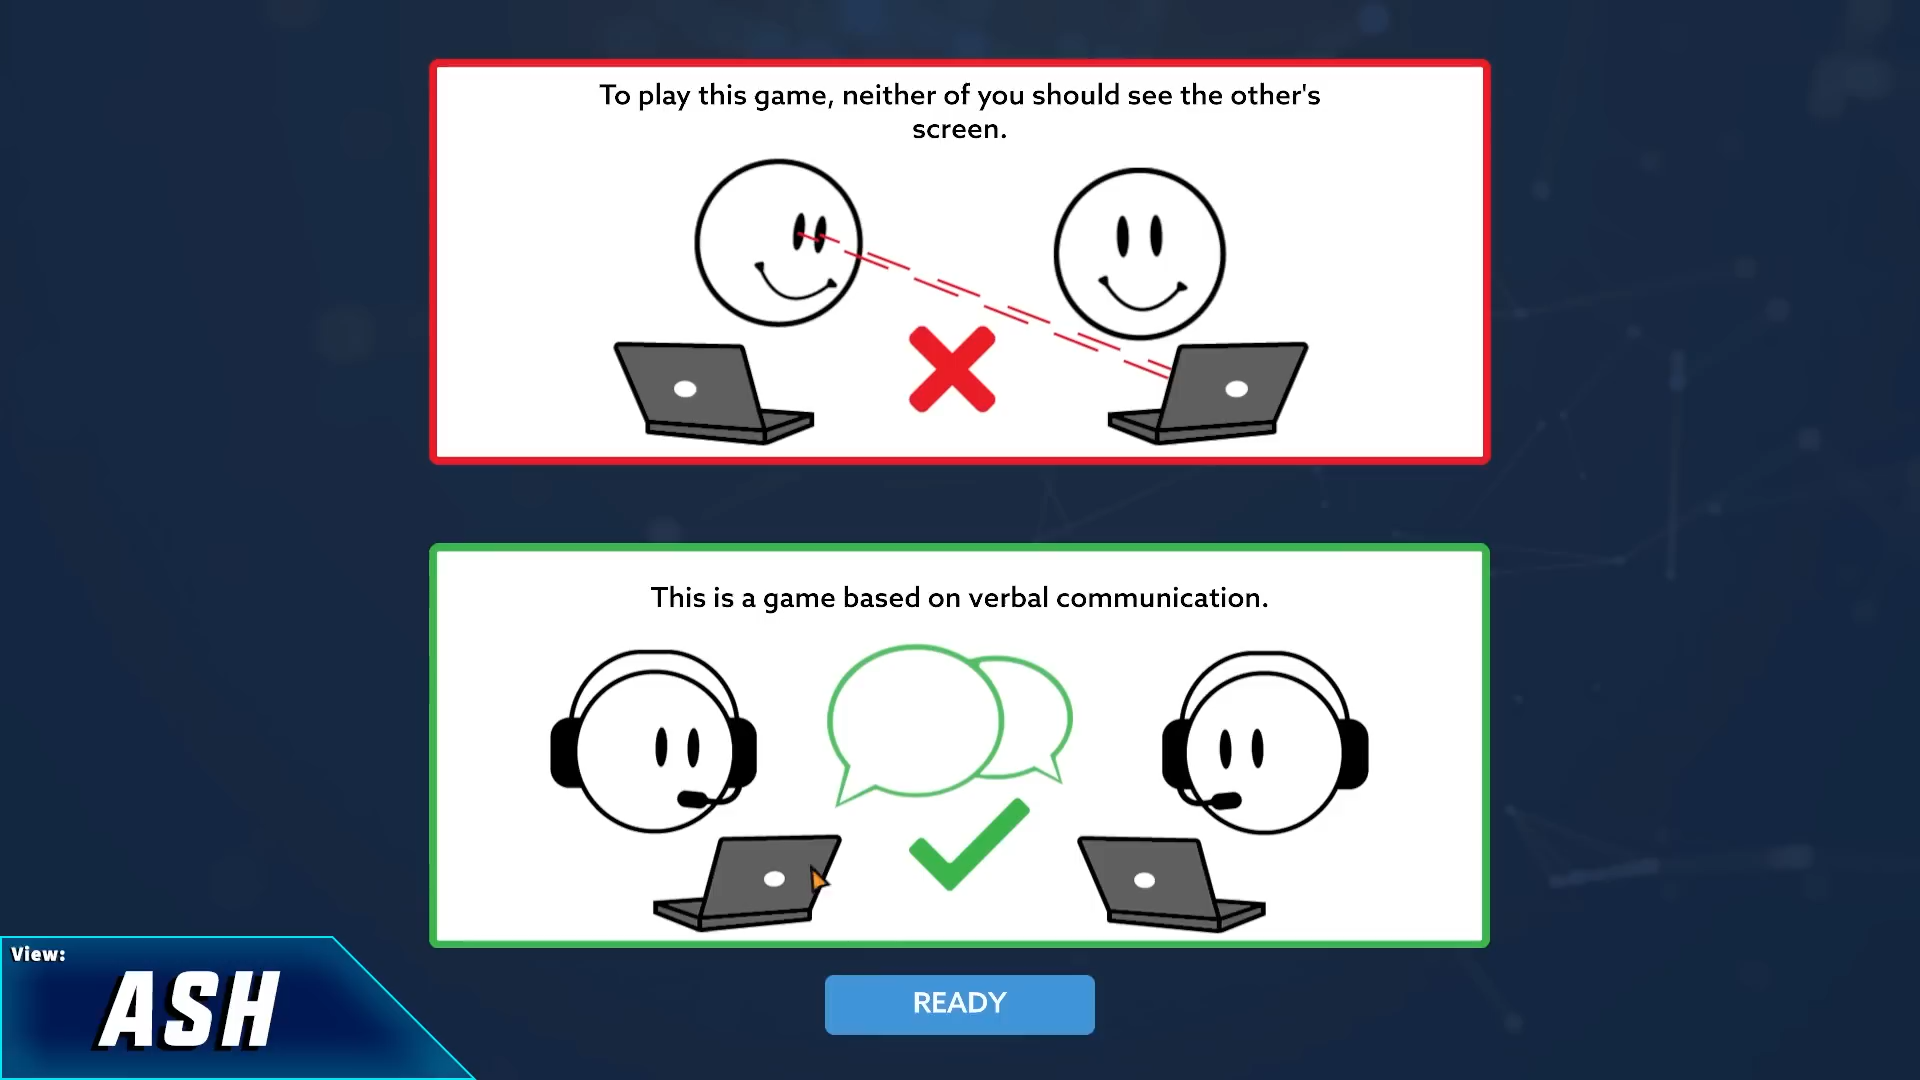 To play this game, neither of you should see the other's
screen.
This is a game based on verbal communication.
View:
ASH
READY